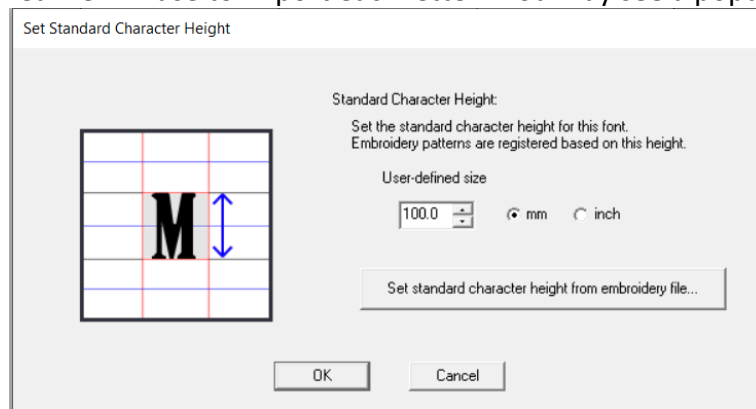 Set Standard Character Height
Standard Character Height:
Set the standard character height for this font.
Embroidery patterns are registered based on this height.
User-defined size
100.0 mm inch
M
Set standard character height from embroidery file...
OK Cancel